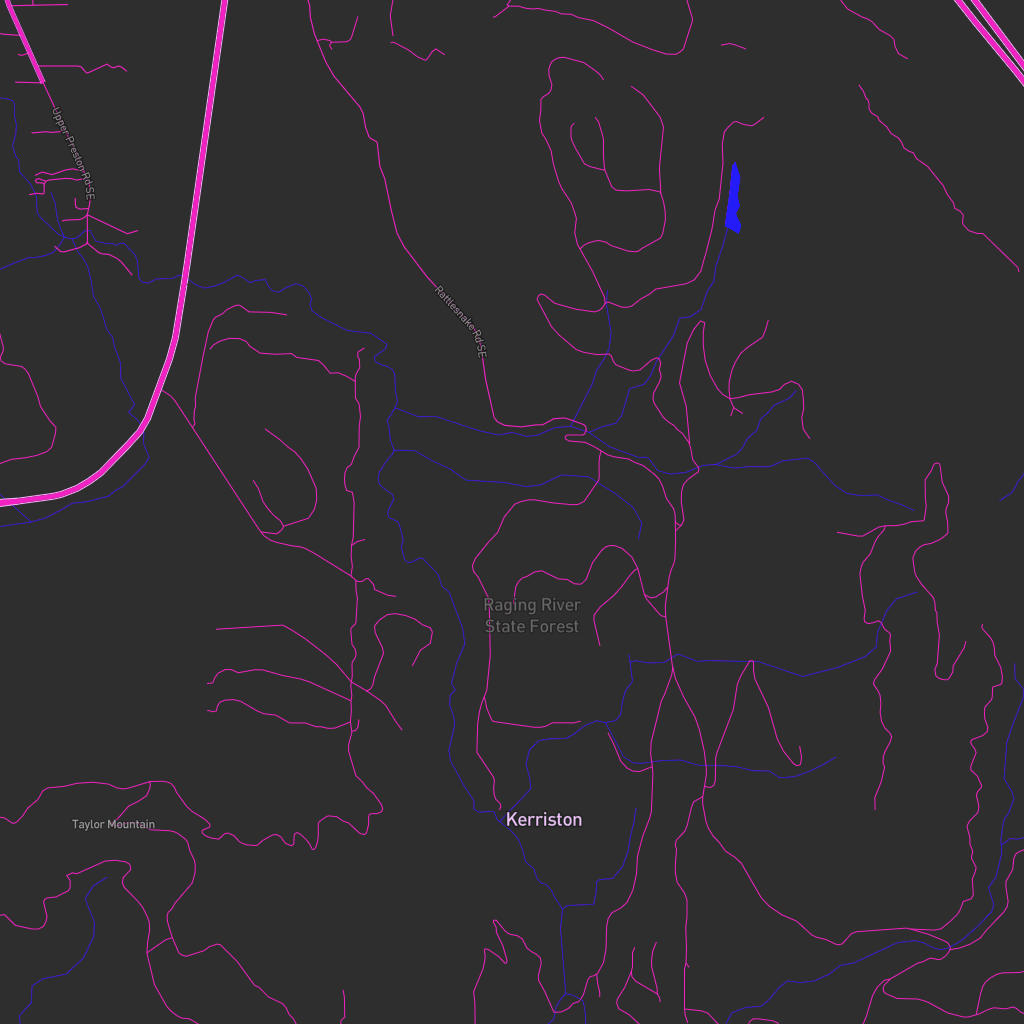 Upper Preston Rd SE
Rattlesnake Rd SE
Raging River
State Forest
Kerriston
Taylor Mountain